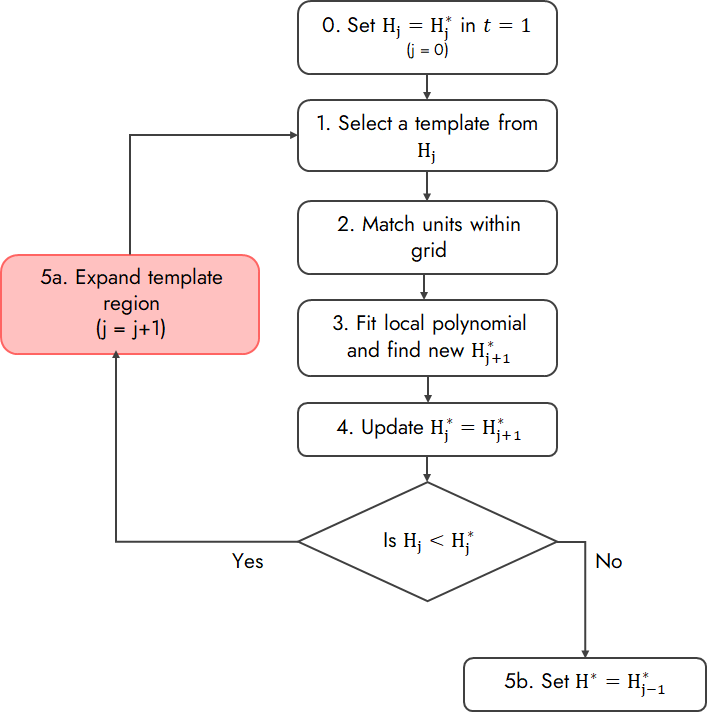 0. Set H_j = H_j^* in t = 1
(j = 0)
1. Select a template from
H_j
2. Match units within
grid
5a. Expand template
region
(j = j+1)
3. Fit local polynomial
and find new H_{j+1}^*
4. Update H_j^* = H_{j+1}^*
Is H_j < H_j^*
Yes
No
5b. Set H^* = H_{j−1}^*